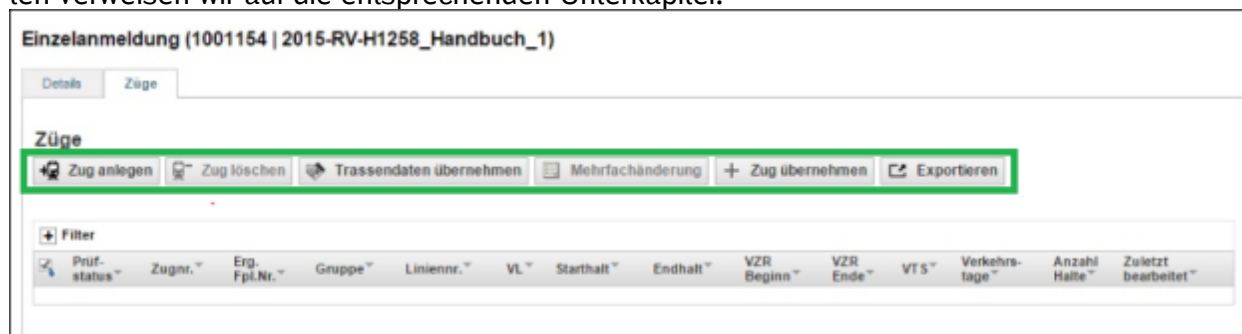 ten verweisen wir auf die entsprechenden Unterkapitel.
Einzelanmeldung (1001154 | 2015-RV-H1258_Handbuch_1)
Details Züge
Züge
Zug anlegen Zug löschen Trassendaten übernehmen Mehrfachänderung Zug übernehmen Exportieren
Filter
Prüf-status Zugnr. Erg. Fpl.Nr. Gruppe Liniennr. VL Starthalt Endhalt VZR Beginn VZR Ende VTS Verkehrs-tage Anzahl Halte Zuletzt bearbeitet